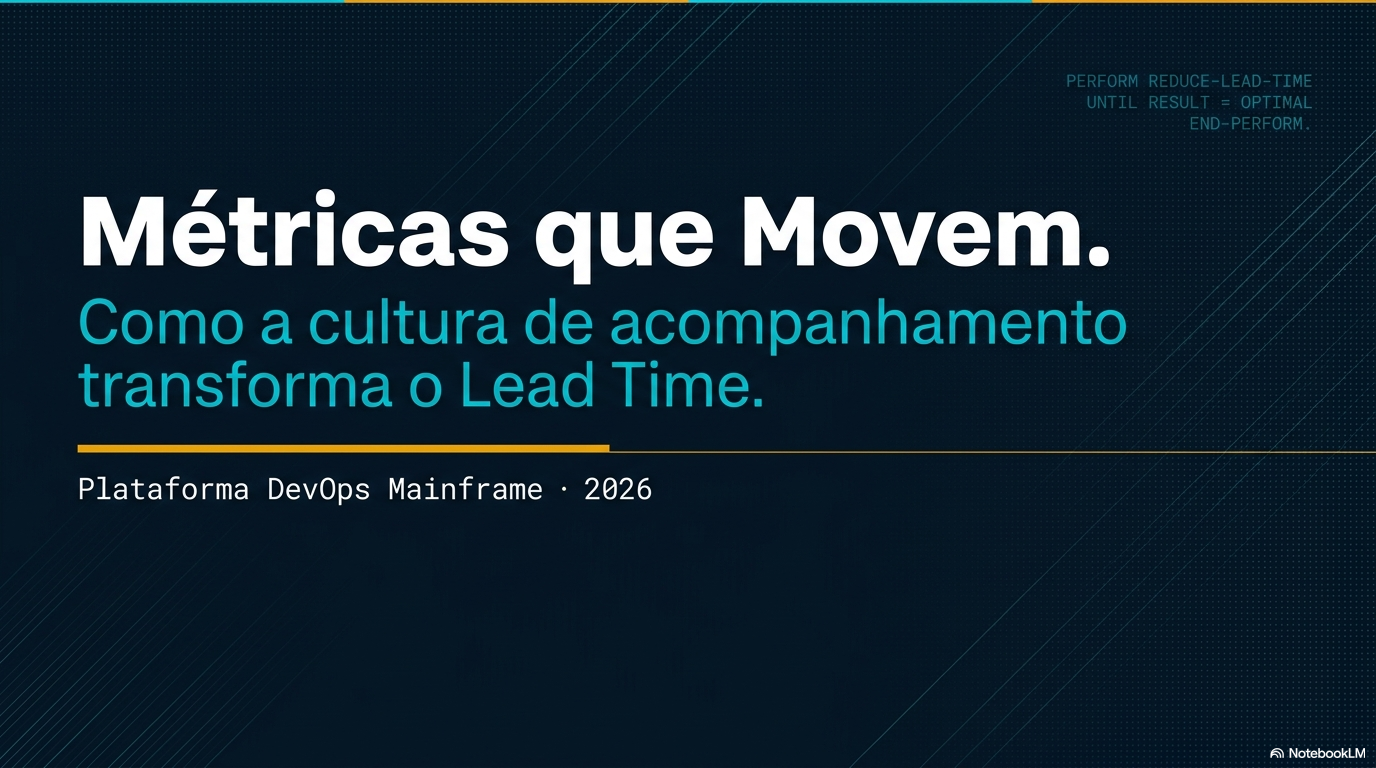 PERFORM REDUCE-LEAD-TIME
UNTIL RESULT = OPTIMAL
END-PERFORM.
Métricas que Movem.
Como a cultura de acompanhamento
transforma o Lead Time.
Plataforma DevOps Mainframe · 2026
NotebookLM